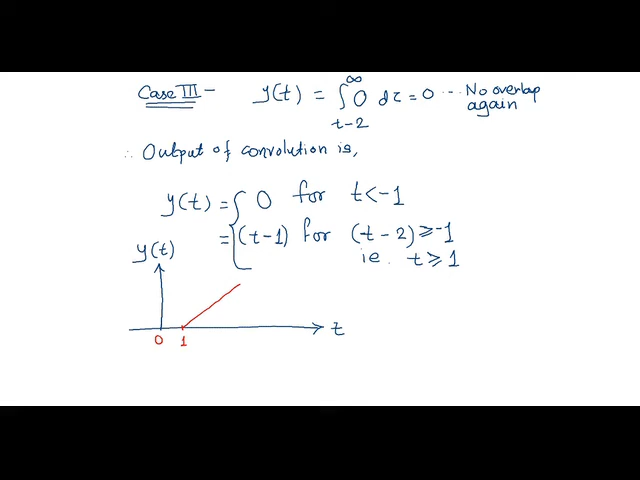 Case III - y(t) = ∫ 0 dτ = 0 ... No overlap again
∞
t-2
∴ Output of convolution is,
y(t) = { 0 for t < -1
= (t-1) for (t-2) ≥ -1
ie. t ≥ 1
y(t)
t
0 1